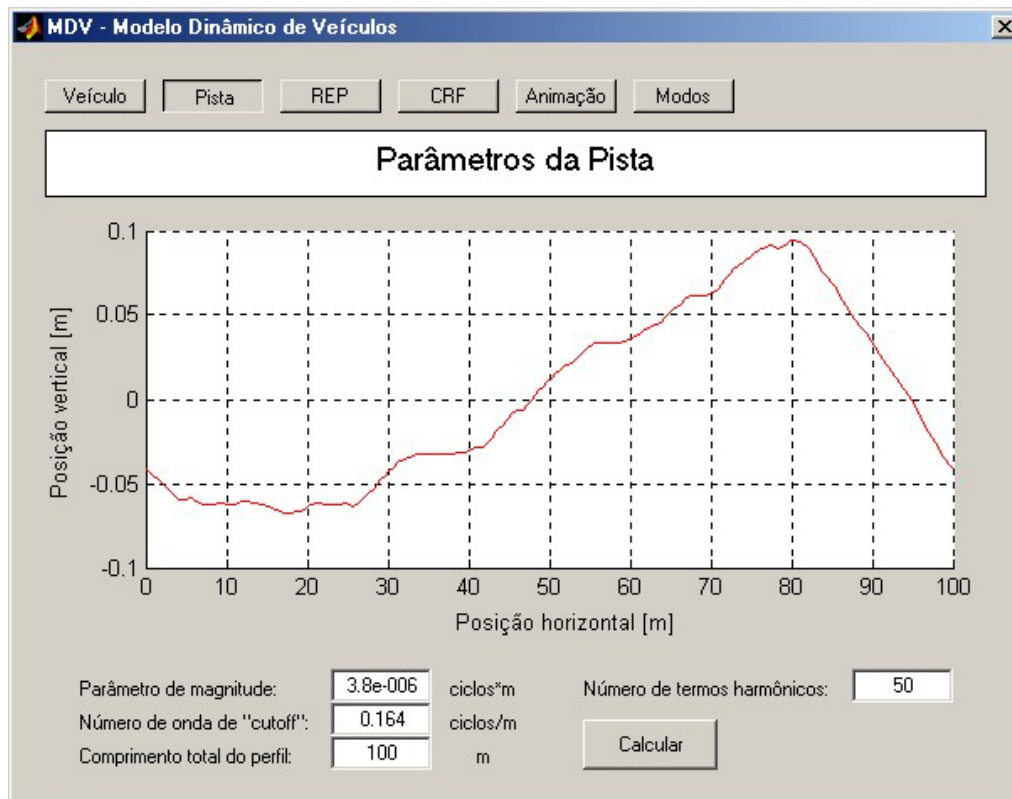 MDV - Modelo Dinâmico de Veículos
Veículo Pista REP CRF Animação Modos
Parâmetros da Pista
0.1
0.05
0
-0.05
-0.1
Posição vertical [m]
0 10 20 30 40 50 60 70 80 90 100
Posição horizontal [m]
Parâmetro de magnitude: 3.8e-006 ciclos*m Número de termos harmônicos: 50
Número de onda de "cutoff": 0.164 ciclos/m
Comprimento total do perfil: 100 m
Calcular